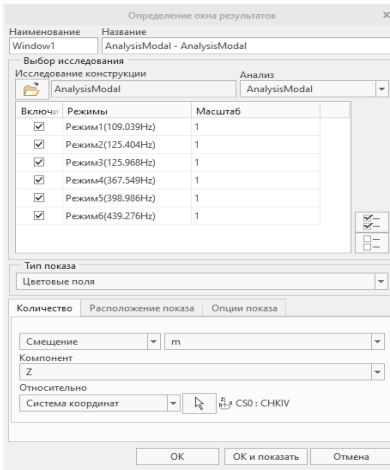 Определение окна результатов
Наименование Название
Window1 AnalysisModal - AnalysisModal
Выбор исследования
Исследование конструкции Анализ
AnalysisModal AnalysisModal
Включи Режимы Масштаб
Режим1(109.039Hz) 1
Режим2(125.404Hz) 1
Режим3(125.968Hz) 1
Режим4(367.549Hz) 1
Режим5(398.986Hz) 1
Режим6(439.276Hz) 1
Тип показа
Цветовые поля
Количество Расположение показа Опции показа
Смещение m
Компонент
Z
Относительно
Система координат CS0 : CHKIV
ОК ОК и показать Отмена